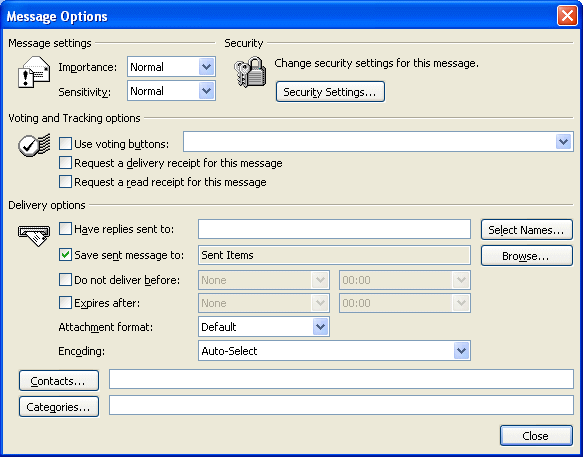 Message Options
Message settings Security
Importance: Normal Change security settings for this message.
Sensitivity: Normal Security Settings...
Voting and Tracking options
Use voting buttons:
Request a delivery receipt for this message
Request a read receipt for this message
Delivery options
Have replies sent to: Select Names...
Save sent message to: Sent Items Browse...
Do not deliver before: None 00:00
Expires after: None 00:00
Attachment format: Default
Encoding: Auto-Select
Contacts...
Categories...
Close